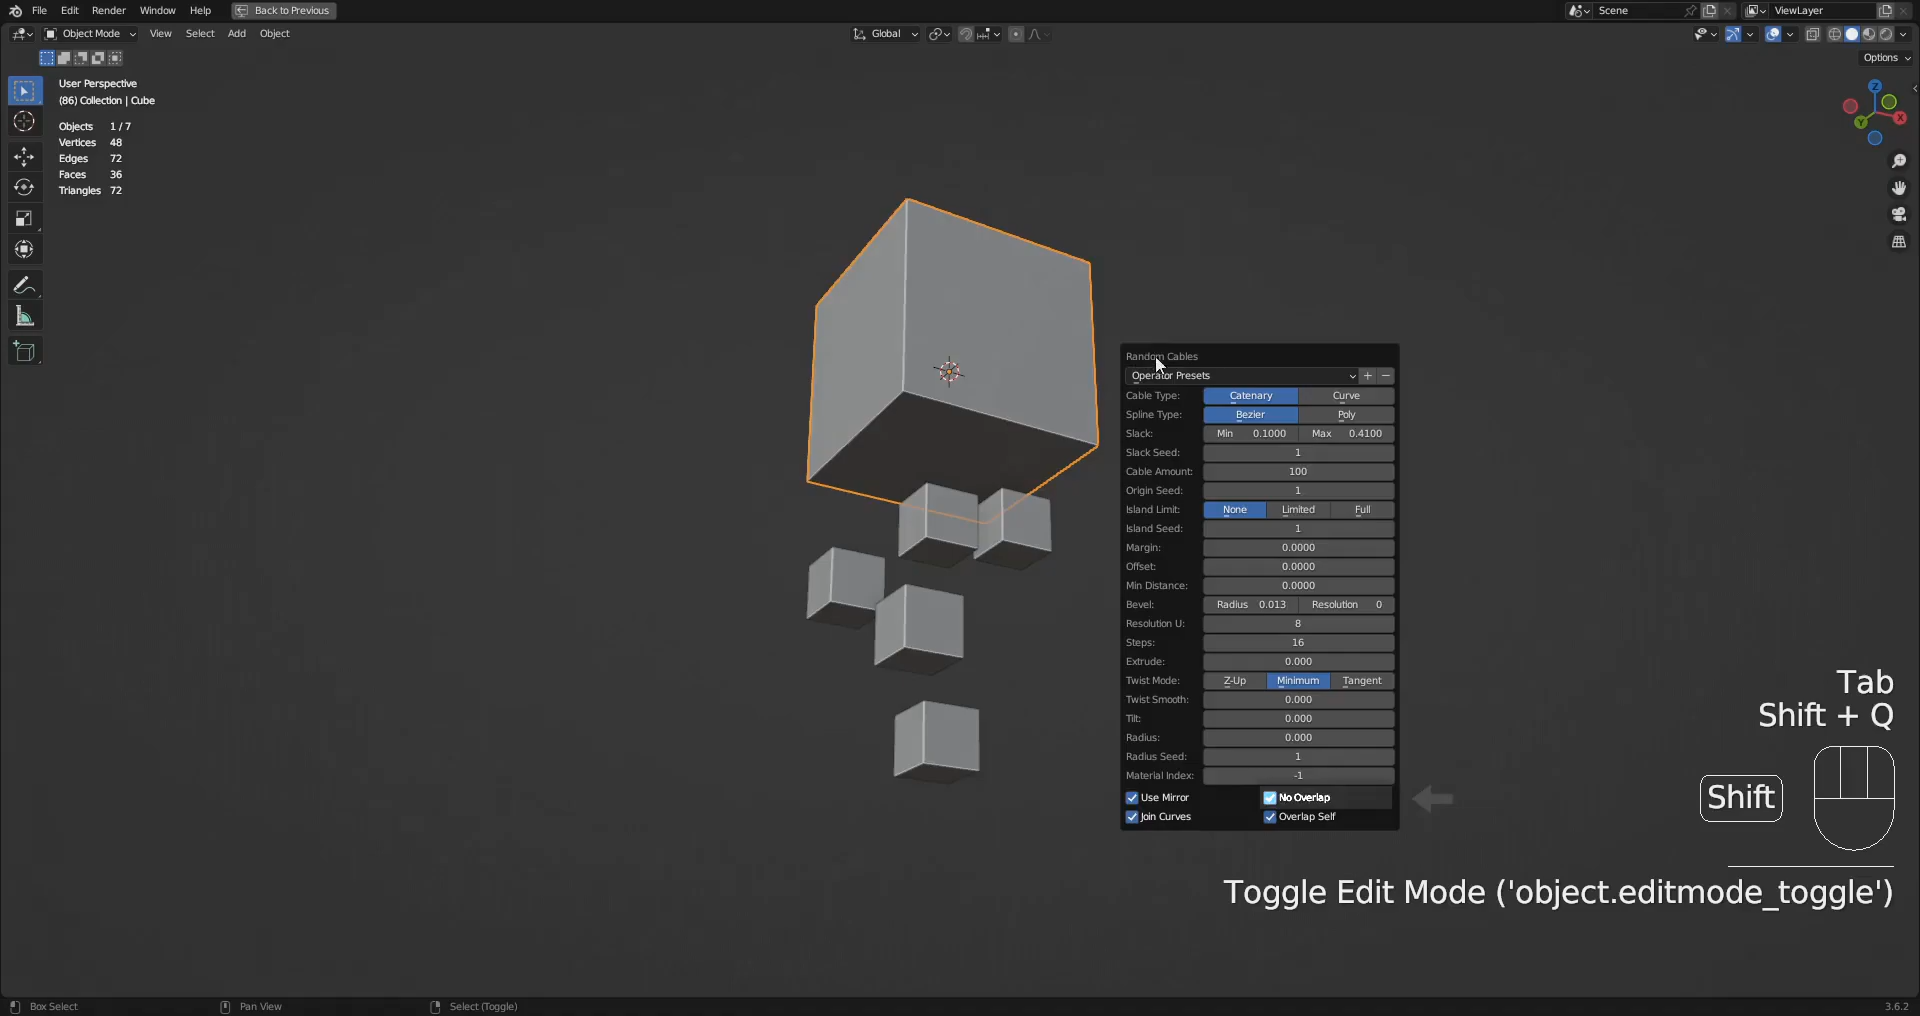 File Edit Render Window Help Back to Previous Scene ViewLayer
Object Mode View Select Add Object Global
Options
User Perspective
(86) Collection | Cube
Objects 1 / 7
Vertices 48
Edges 72
Faces 36
Triangles 72
Z
X
Y
Random Cables
Operator Presets
Cable Type: Catenary Curve
Spline Type: Bezier Poly
Slack: Min 0.1000 Max 0.4100
Slack Seed: 1
Cable Amount: 100
Origin Seed: 1
Island Limit: None Limited Full
Island Seed: 1
Margin: 0.0000
Offset: 0.0000
Min Distance: 0.0000
Bevel: Radius 0.013 Resolution 0
Resolution U: 8
Steps: 16
Extrude: 0.000
Twist Mode: Z-Up Minimum Tangent
Twist Smooth: 0.000
Tilt: 0.000
Radius: 0.000
Radius Seed: 1
Material Index: -1
Use Mirror No Overlap
Join Curves Overlap Self
Tab
Shift + Q
Shift
Toggle Edit Mode ('object.editmode_toggle')
Box Select Pan View Select (Toggle) 3.6.2